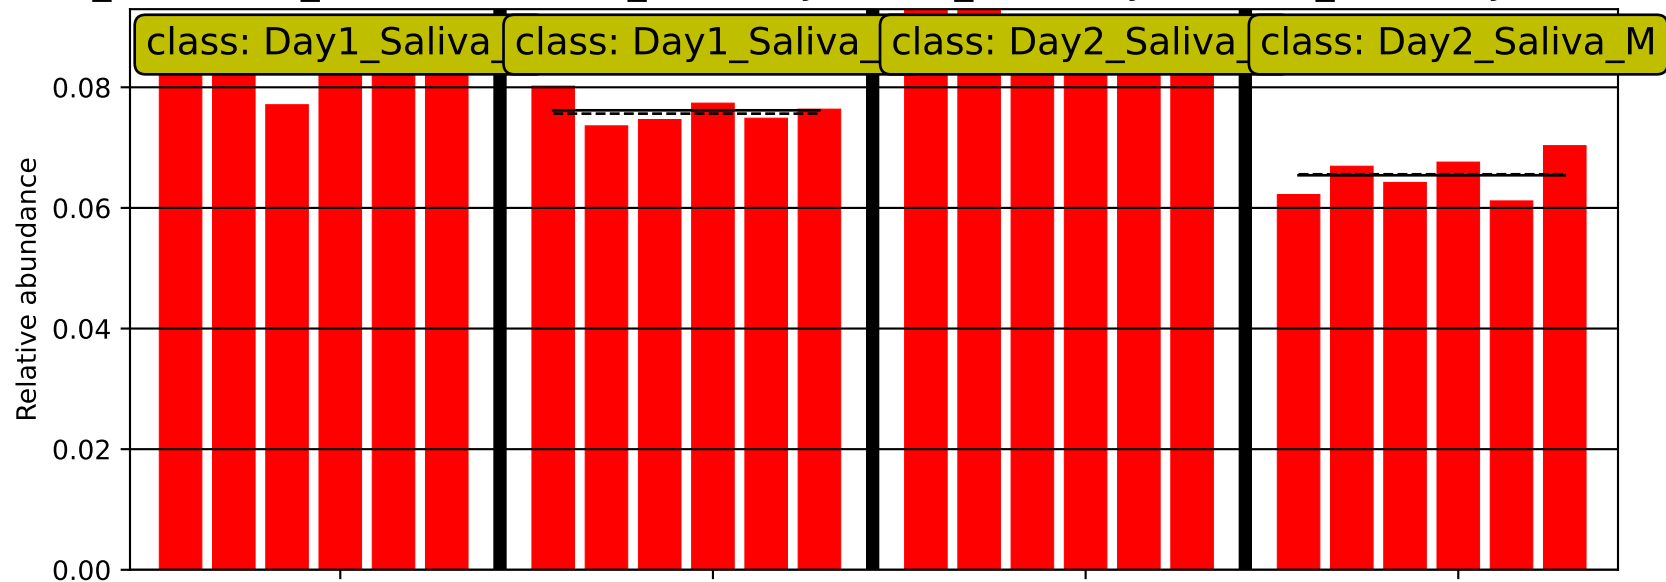 class: Day1_Saliva_
class: Day1_Saliva_
class: Day2_Saliva_
class: Day2_Saliva_M
0.08
0.06
0.04
0.02
0.00
Relative abundance